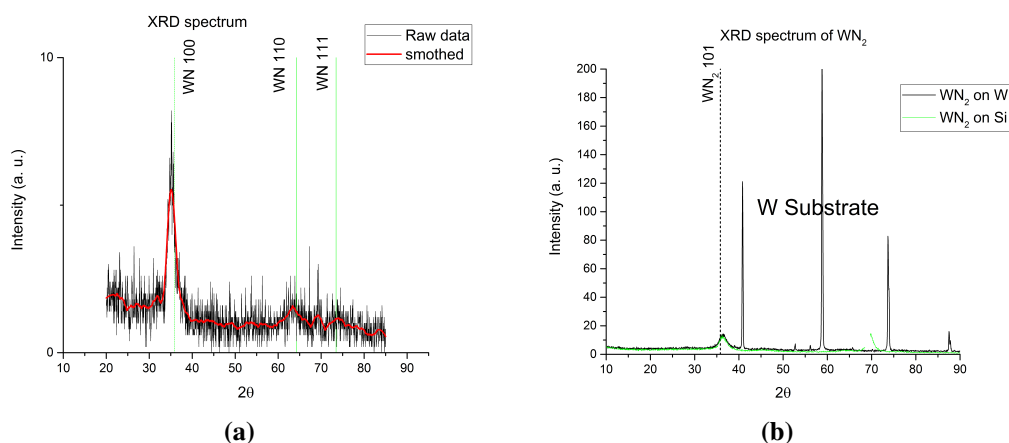 XRD spectrum
Raw data
smothed
WN 100
WN 110
WN 111
Intensity (a. u.)
10
5
0
10 20 30 40 50 60 70 80 90
2θ
(a)
XRD spectrum of WN₂
WN₂ 101
WN₂ on W
WN₂ on Si
W Substrate
Intensity (a. u.)
200
180
160
140
120
100
80
60
40
20
0
10 20 30 40 50 60 70 80 90
2θ
(b)